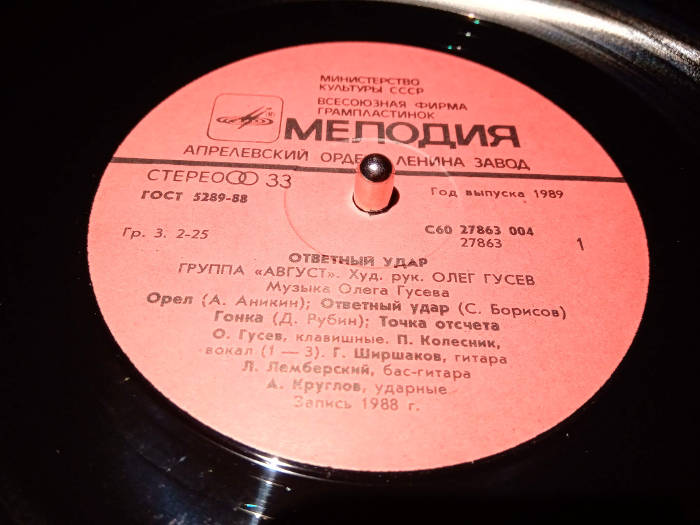 МИНИСТЕРСТВО
КУЛЬТУРЫ СССР
ВСЕСОЮЗНАЯ ФИРМА
ГРАМПЛАСТИНОК
МЕЛОДИЯ
АПРЕЛЕВСКИЙ ОРДЕ ЛЕНИНА ЗАВОД
СТЕРЕО 33
Год выпуска 1989
ГОСТ 5289-88
Гр. 3. 2-25
С60 27863 004
27863
1
ОТВЕТНЫЙ УДАР
ГРУППА «АВГУСТ». Худ. рук. ОЛЕГ ГУСЕВ
Музыка Олега Гусева
Орел (А. Аникин); Ответный удар (С. Борисов)
Гонка (Д. Рубин); Точка отсчета
О. Гусев, клавишные. П. Колесник,
вокал (1 — 3). Г. Ширшаков, гитара
Л. Лемберский, бас-гитара
А. Круглов, ударные
Запись 1988 г.